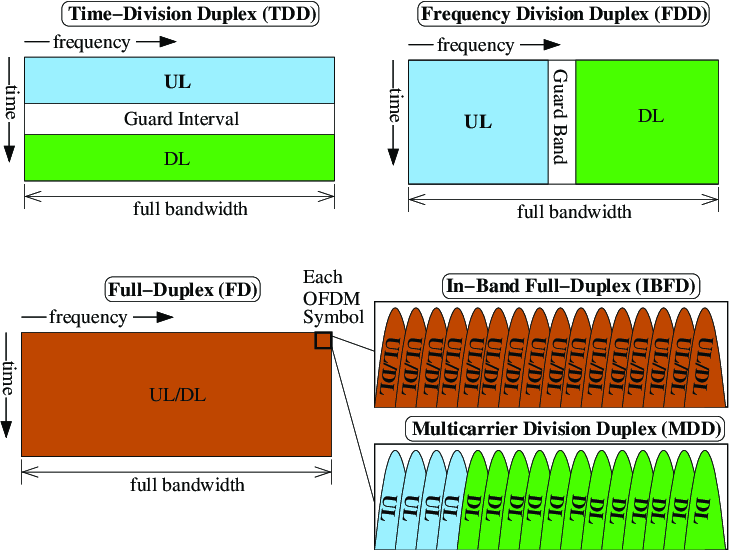 Time-Division Duplex (TDD)
frequency
time
UL
Guard Interval
DL
full bandwidth
Frequency Division Duplex (FDD)
frequency
time
UL
Guard Band
DL
full bandwidth
Full-Duplex (FD)
frequency
time
UL/DL
full bandwidth
Each
OFDM
Symbol
In-Band Full-Duplex (IBFD)
UL/DL UL/DL UL/DL UL/DL UL/DL UL/DL UL/DL UL/DL UL/DL UL/DL UL/DL UL/DL UL/DL UL/DL UL/DL UL/DL
Multicarrier Division Duplex (MDD)
UL UL UL UL DL DL DL DL DL DL DL DL DL DL DL DL